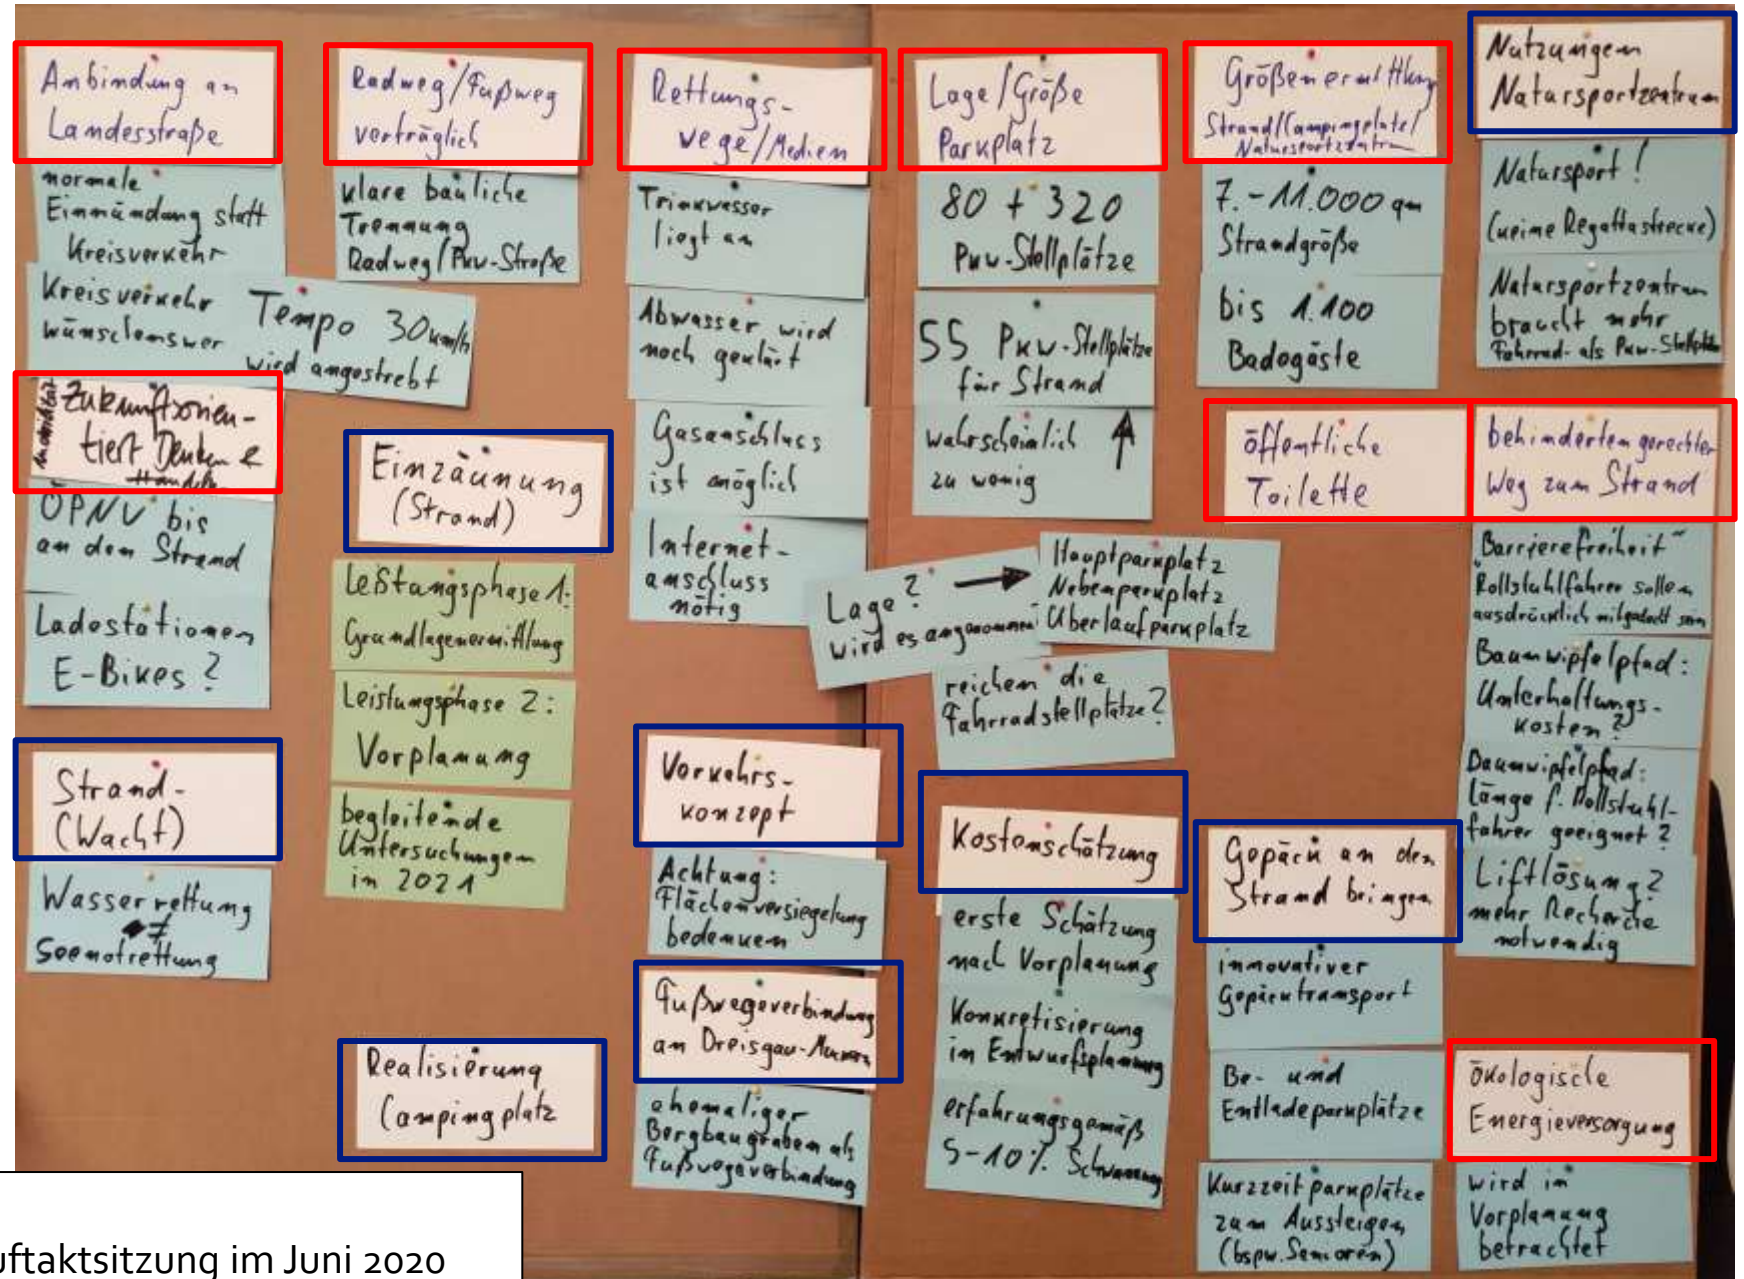 Anbindung an
Landesstraße
normale
Einmündung statt
Kreisverkehr
Kreisverkehr
wünschenswer
Tempo 30 km/h
wird angestrebt
Zukunftsorien-
tiert Denken &
Handeln
ÖPNV bis
an den Strand
Ladestationen
E-Bikes ?
Strand-
(Wacht)
Wasserrettung
≠
Seenotrettung
Radweg/Fußweg
verträglich
klare bauliche
Trennung
Radweg/PKW-Straße
Einzäunung
(Strand)
Leistungsphase 1:
Grundlagenermittlung
Leistungsphase 2:
Vorplanung
begleitende
Untersuchungen
in 2021
Realisierung
Campingplatz
Rettungs-
wege/Medien
Trinkwasser
liegt an
Abwasser wird
noch geklärt
Gasanschluss
ist möglich
Internet-
anschluss
nötig
Verkehrs-
konzept
Achtung:
Flächenversiegelung
bedenken
Fußwegeverbindung
an Dreisgau-
ehemaliger
Bergbaugraben als
Fußwegeverbindung
Lage/Größe
Parkplatz
80 + 320
PKW-Stellplätze
55 PKW-Stellplätze
für Strand
wahrscheinlich
zu wenig
Lage?
wird es angenommen
Hauptparkplatz
Nebenparkplatz
Überlaufparkplatz
reichen die
Fahrradstellplätze?
Kostenschätzung
erste Schätzung
nach Vorplanung
Konkretisierung
in Entwurfsplanung
erfahrungsgemäß
5-10% Schwankung
Größenermittlung
Strand/Campingplatz/
Natursportzentrum
7.-11.000 qm
Strandgröße
bis 1.100
Badegäste
öffentliche
Toilette
Gepäck an den
Strand bringen
innovativer
Gepäcktransport
Be- und
Entladeparkplätze
Kurzzeitparkplätze
zum Aussteigen
(bspw. Senioren)
Nutzungen
Natursportzentrum
Natursport!
(keine Regattastrecke)
Natursportzentrum
braucht mehr
Fahrrad- als PKW-Stellplätze
behindertengerechter
Weg zum Strand
"Barrierefreiheit"
Rollstuhlfahrer sollen
ausdrücklich mitgedacht sein
Baumwipfelpfad:
Unterhaltungs-
kosten?
Baumwipfelpfad:
Länge f. Rollstuhl-
fahrer geeignet?
Liftlösung?
mehr Recherche
notwendig
ökologische
Energieversorgung
wird in
Vorplanung
betrachtet
uftaktsitzung im Juni 2020